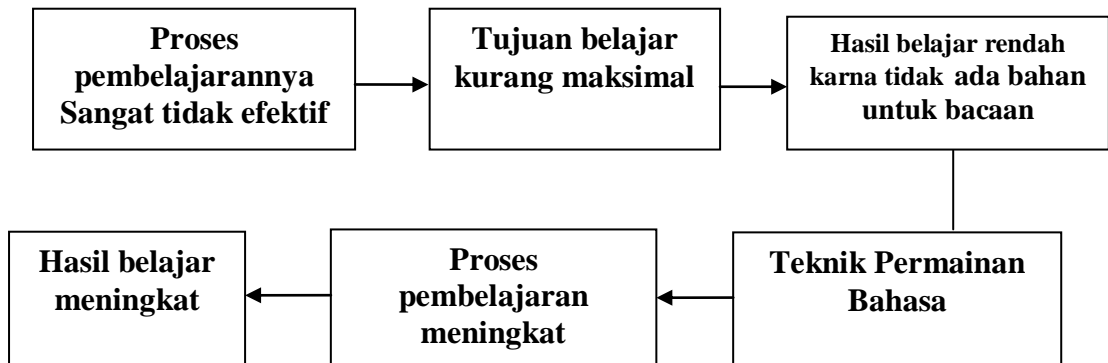 Proses
pembelajarannya
Sangat tidak efektif
Tujuan belajar
kurang maksimal
Hasil belajar rendah
karna tidak ada bahan
untuk bacaan
Hasil belajar
meningkat
Proses
pembelajaran
meningkat
Teknik Permainan
Bahasa